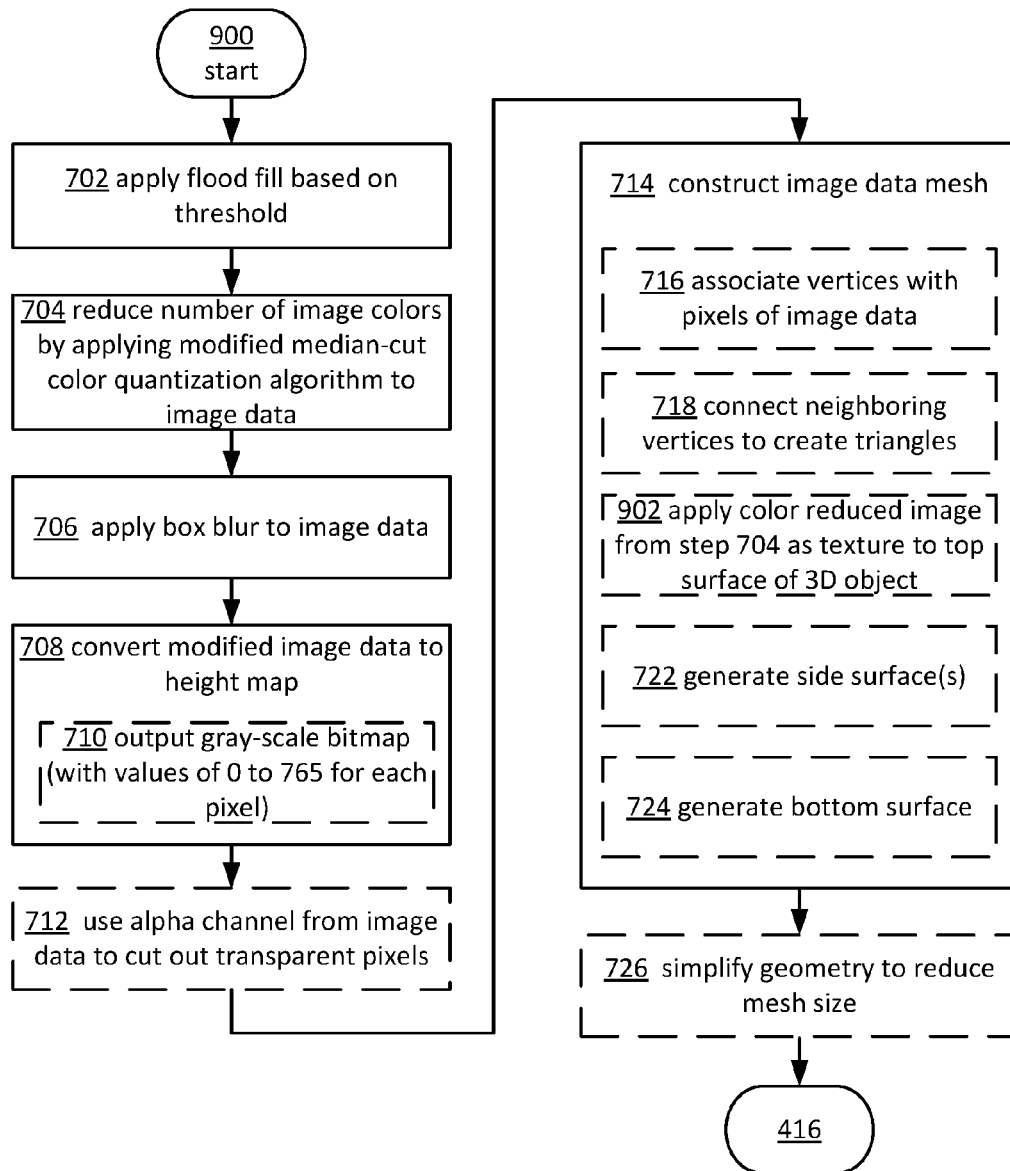 900
start
702 apply flood fill based on
threshold
704 reduce number of image colors
by applying modified median-cut
color quantization algorithm to
image data
706 apply box blur to image data
708 convert modified image data to
height map
710 output gray-scale bitmap
(with values of 0 to 765 for each
pixel)
712 use alpha channel from image
data to cut out transparent pixels
714 construct image data mesh
716 associate vertices with
pixels of image data
718 connect neighboring
vertices to create triangles
902 apply color reduced image
from step 704 as texture to top
surface of 3D object
722 generate side surface(s)
724 generate bottom surface
726 simplify geometry to reduce
mesh size
416